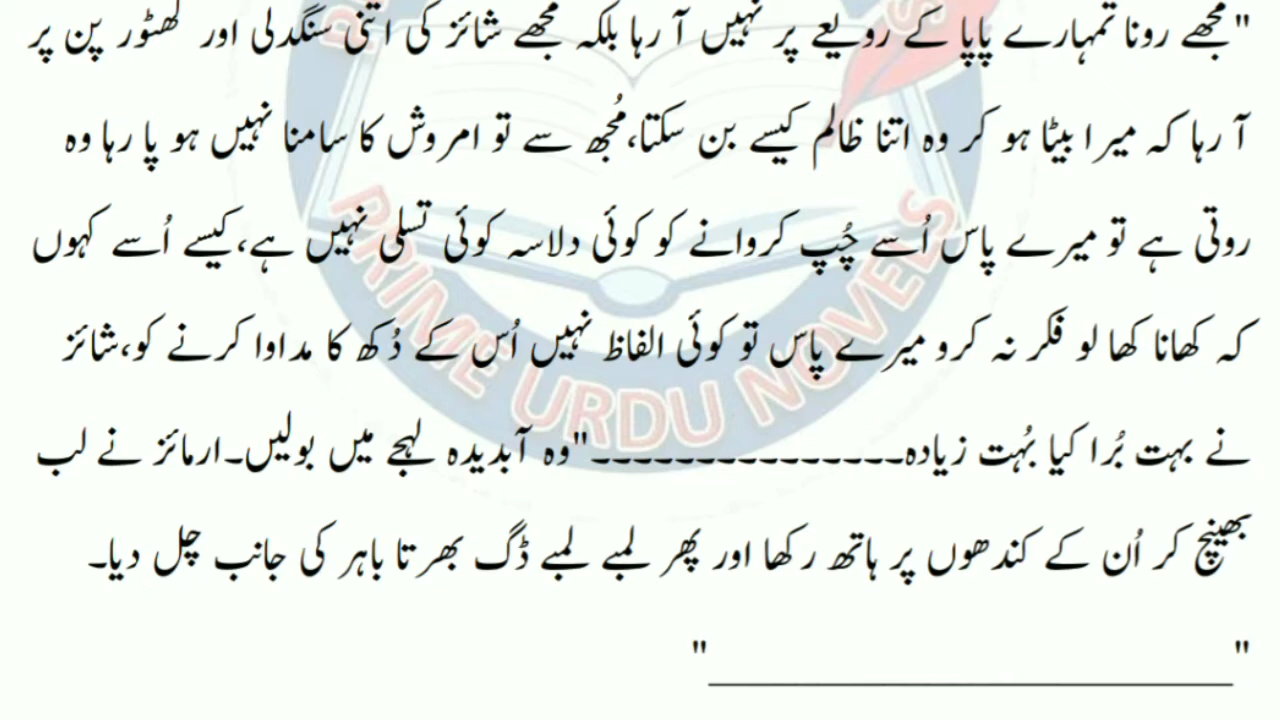 "مجھے رونا تمہارے پاپا کے رویعے پر نہیں آ رہا بلکہ مجھے شائز کی اتنی سنگدلی اور کھٹور پن پر
آ رہا کہ میرا بیٹا ہو کر وہ اتنا ظالم کیسے بن سکتا،مُجھ سے تو امروش کا سامنا نہیں ہو پا رہا وہ
روتی ہے تو میرے پاس اُسے چُپ کروانے کو کوئی دلاسہ کوئی تسلی نہیں ہے،کیسے اُسے کہوں
کہ کھانا کھا لو فکر نہ کرو میرے پاس تو کوئی الفاظ نہیں اُس کے دُکھ کا مداوا کرنے کو،شائز
نے بہت بُرا کیا بُہت زیادہ۔۔۔۔۔۔۔۔۔۔۔۔۔۔۔"وہ آبدیدہ لہجے میں بولیں۔ارمائز نے لب
بھینچ کر اُن کے کندھوں پر ہاتھ رکھا اور پھر لمبے لمبے ڈگ بھرتا باہر کی جانب چل دیا۔
"______________________________"
PRIME URDU NOVELS